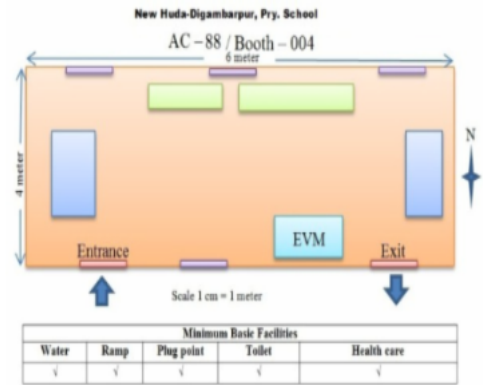 New Huda-Digambarpur, Pry. School
AC – 88 / Booth – 004
6 meter
4 meter
N
EVM
Entrance
Exit
Scale 1 cm = 1 meter
Minimum Basic Facilities
Water Ramp Plug point Toilet Health care
√ √ √ √ √